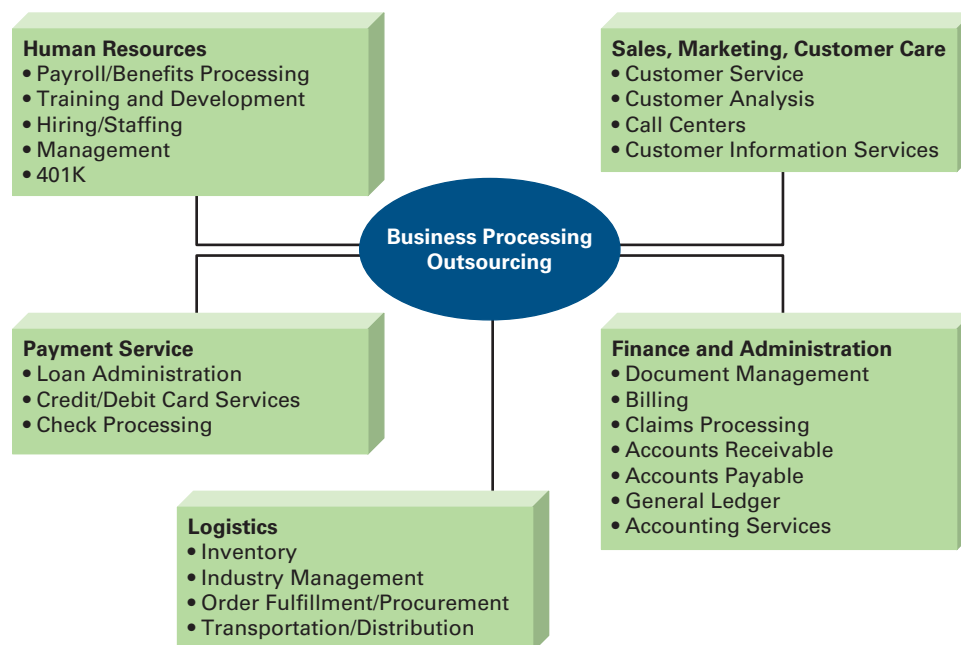 Human Resources
• Payroll/Benefits Processing
• Training and Development
• Hiring/Staffing
• Management
• 401K
Sales, Marketing, Customer Care
• Customer Service
• Customer Analysis
• Call Centers
• Customer Information Services
Business Processing
Outsourcing
Payment Service
• Loan Administration
• Credit/Debit Card Services
• Check Processing
Finance and Administration
• Document Management
• Billing
• Claims Processing
• Accounts Receivable
• Accounts Payable
• General Ledger
• Accounting Services
Logistics
• Inventory
• Industry Management
• Order Fulfillment/Procurement
• Transportation/Distribution